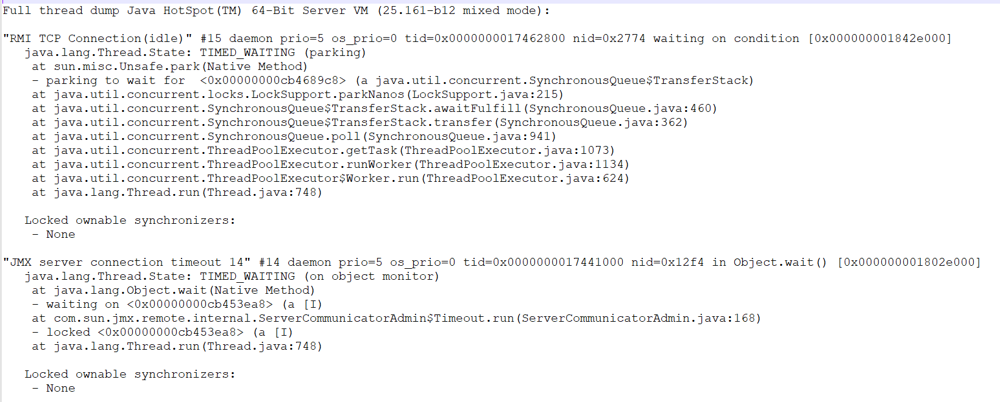 Full thread dump Java HotSpot(TM) 64-Bit Server VM (25.161-b12 mixed mode):
"RMI TCP Connection(idle)" #15 daemon prio=5 os_prio=0 tid=0x0000000017462800 nid=0x2774 waiting on condition [0x000000001842e000]
java.lang.Thread.State: TIMED_WAITING (parking)
at sun.misc.Unsafe.park(Native Method)
- parking to wait for  <0x00000000cb4689c8> (a java.util.concurrent.SynchronousQueue$TransferStack)
at java.util.concurrent.locks.LockSupport.parkNanos(LockSupport.java:215)
at java.util.concurrent.SynchronousQueue$TransferStack.awaitFulfill(SynchronousQueue.java:460)
at java.util.concurrent.SynchronousQueue$TransferStack.transfer(SynchronousQueue.java:362)
at java.util.concurrent.SynchronousQueue.poll(SynchronousQueue.java:941)
at java.util.concurrent.ThreadPoolExecutor.getTask(ThreadPoolExecutor.java:1073)
at java.util.concurrent.ThreadPoolExecutor.runWorker(ThreadPoolExecutor.java:1134)
at java.util.concurrent.ThreadPoolExecutor$Worker.run(ThreadPoolExecutor.java:624)
at java.lang.Thread.run(Thread.java:748)
Locked ownable synchronizers:
- None
"JMX server connection timeout 14" #14 daemon prio=5 os_prio=0 tid=0x0000000017441000 nid=0x12f4 in Object.wait() [0x000000001802e000]
java.lang.Thread.State: TIMED_WAITING (on object monitor)
at java.lang.Object.wait(Native Method)
- waiting on <0x00000000cb453ea8> (a [I)
at com.sun.jmx.remote.internal.ServerCommunicatorAdmin$Timeout.run(ServerCommunicatorAdmin.java:168)
- locked <0x00000000cb453ea8> (a [I)
at java.lang.Thread.run(Thread.java:748)
Locked ownable synchronizers:
- None